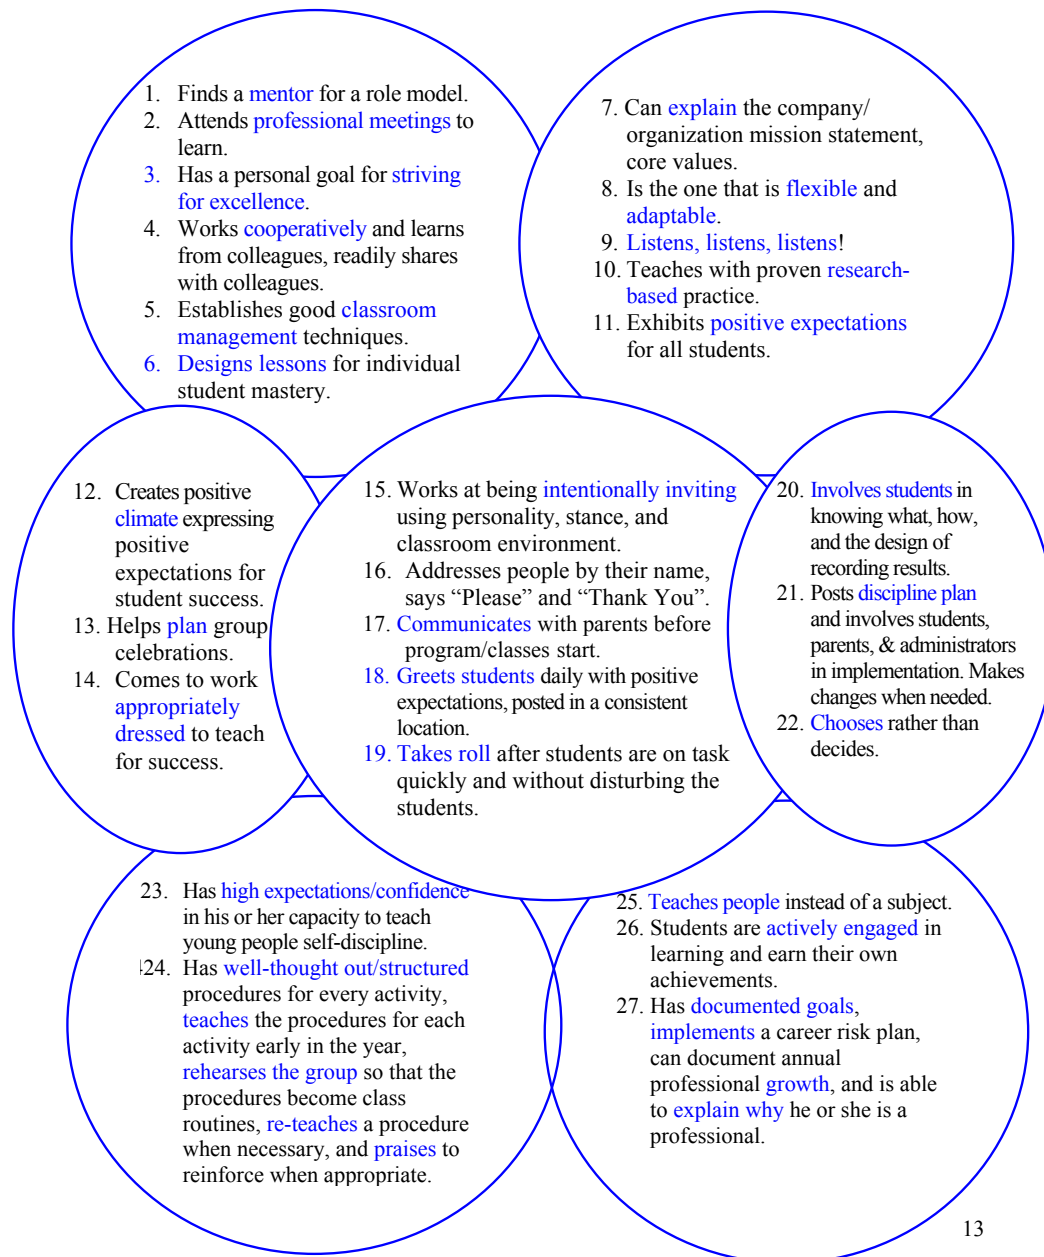 1. Finds a mentor for a role model.
2. Attends professional meetings to
learn.
3. Has a personal goal for striving
for excellence.
4. Works cooperatively and learns
from colleagues, readily shares
with colleagues.
5. Establishes good classroom
management techniques.
6. Designs lessons for individual
student mastery.
7. Can explain the company/
organization mission statement,
core values.
8. Is the one that is flexible and
adaptable.
9. Listens, listens, listens!
10. Teaches with proven research-
based practice.
11. Exhibits positive expectations
for all students.
12. Creates positive
climate expressing
positive
expectations for
student success.
13. Helps plan group
celebrations.
14. Comes to work
appropriately
dressed to teach
for success.
15. Works at being intentionally inviting
using personality, stance, and
classroom environment.
16. Addresses people by their name,
says “Please” and “Thank You”.
17. Communicates with parents before
program/classes start.
18. Greets students daily with positive
expectations, posted in a consistent
location.
19. Takes roll after students are on task
quickly and without disturbing the
students.
20. Involves students in
knowing what, how,
and the design of
recording results.
21. Posts discipline plan
and involves students,
parents, & administrators
in implementation. Makes
changes when needed.
22. Chooses rather than
decides.
23. Has high expectations/confidence
in his or her capacity to teach
young people self-discipline.
424. Has well-thought out/structured
procedures for every activity,
teaches the procedures for each
activity early in the year,
rehearses the group so that the
procedures become class
routines, re-teaches a procedure
when necessary, and praises to
reinforce when appropriate.
25. Teaches people instead of a subject.
26. Students are actively engaged in
learning and earn their own
achievements.
27. Has documented goals,
implements a career risk plan,
can document annual
professional growth, and is able
to explain why he or she is a
professional.
13